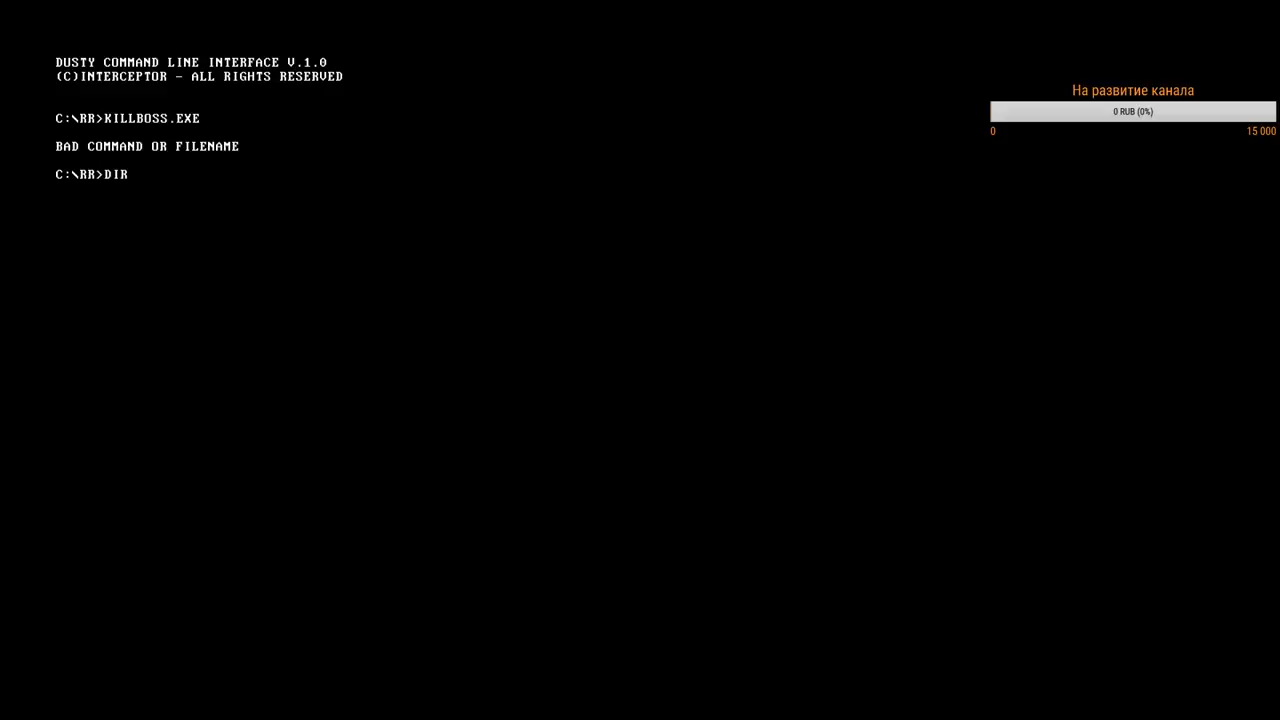 DUSTY COMMAND LINE INTERFACE V.1.0
(C)INTERCEPTOR - ALL RIGHTS RESERVED
C:\RR>KILLBOSS.EXE
BAD COMMAND OR FILENAME
C:\RR>DIR
На развитие канала
0 RUB (0%)
0 15 000